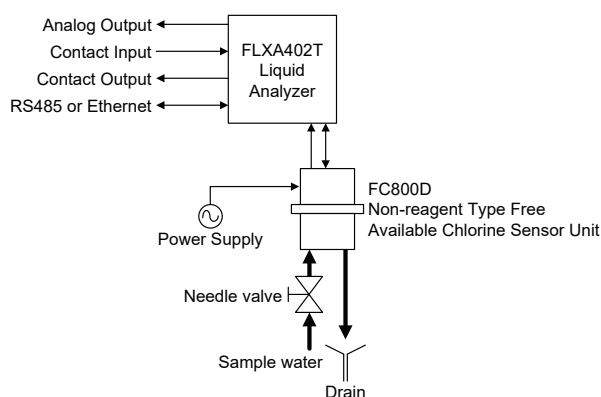 Analog Output
Contact Input
Contact Output
RS485 or Ethernet
FLXA402T
Liquid
Analyzer
FC800D
Non-reagent Type Free
Available Chlorine Sensor Unit
Power Supply
Needle valve
Sample water
Drain